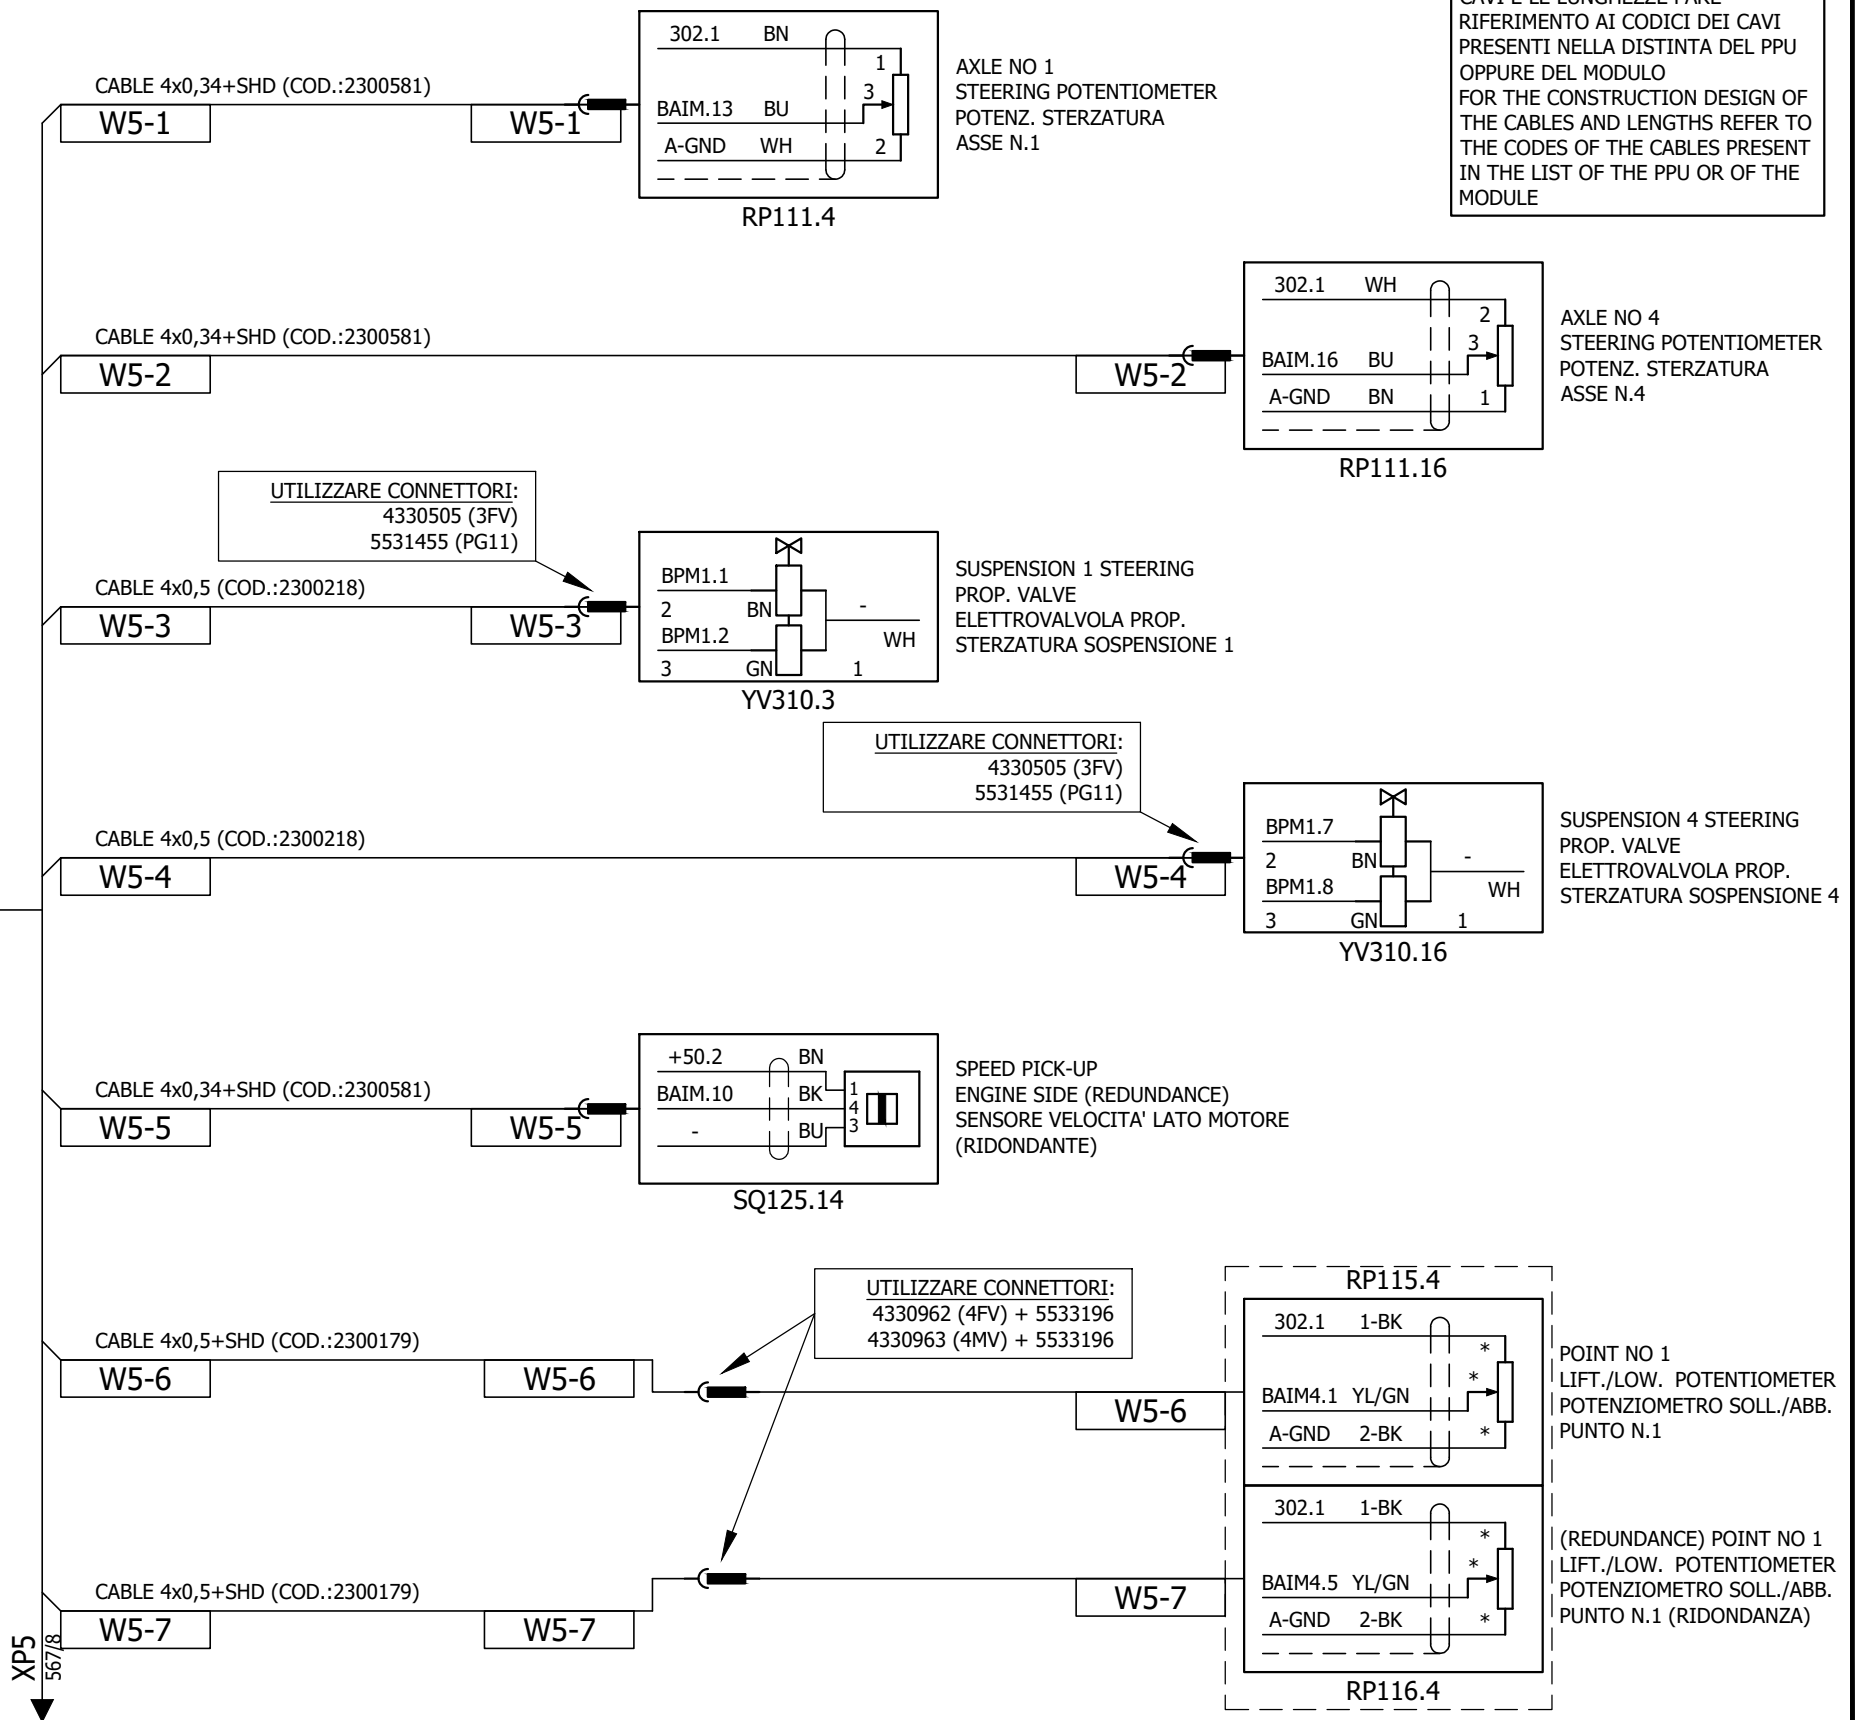 CAVI E LE LUNGHEZZE FARE
RIFERIMENTO AI CODICI DEI CAVI
PRESENTI NELLA DISTINTA DEL PPU
OPPURE DEL MODULO
FOR THE CONSTRUCTION DESIGN OF
THE CABLES AND LENGTHS REFER TO
THE CODES OF THE CABLES PRESENT
IN THE LIST OF THE PPU OR OF THE
MODULE
CABLE 4x0,34+SHD (COD.:2300581)
W5-1
W5-1
302.1 BN
1
BAIM.13 BU
3
A-GND WH
2
RP111.4
AXLE NO 1
STEERING POTENTIOMETER
POTENZ. STERZATURA
ASSE N.1
CABLE 4x0,34+SHD (COD.:2300581)
W5-2
W5-2
302.1 WH
2
BAIM.16 BU
3
A-GND BN
1
RP111.16
AXLE NO 4
STEERING POTENTIOMETER
POTENZ. STERZATURA
ASSE N.4
UTILIZZARE CONNETTORI:
4330505 (3FV)
5531455 (PG11)
CABLE 4x0,5 (COD.:2300218)
W5-3
W5-3
BPM1.1
2 BN
-
BPM1.2
WH
3 GN 1
YV310.3
SUSPENSION 1 STEERING
PROP. VALVE
ELETTROVALVOLA PROP.
STERZATURA SOSPENSIONE 1
UTILIZZARE CONNETTORI:
4330505 (3FV)
5531455 (PG11)
CABLE 4x0,5 (COD.:2300218)
W5-4
W5-4
BPM1.7
2 BN
-
BPM1.8
WH
3 GN 1
YV310.16
SUSPENSION 4 STEERING
PROP. VALVE
ELETTROVALVOLA PROP.
STERZATURA SOSPENSIONE 4
CABLE 4x0,34+SHD (COD.:2300581)
W5-5
W5-5
+50.2 BN
1
BAIM.10 BK
4
- BU
3
SQ125.14
SPEED PICK-UP
ENGINE SIDE (REDUNDANCE)
SENSORE VELOCITA' LATO MOTORE
(RIDONDANTE)
UTILIZZARE CONNETTORI:
4330962 (4FV) + 5533196
4330963 (4MV) + 5533196
CABLE 4x0,5+SHD (COD.:2300179)
W5-6
W5-6
W5-6
RP115.4
302.1 1-BK
*
BAIM4.1 YL/GN
*
A-GND 2-BK
*
POINT NO 1
LIFT./LOW. POTENTIOMETER
POTENZIOMETRO SOLL./ABB.
PUNTO N.1
CABLE 4x0,5+SHD (COD.:2300179)
W5-7
W5-7
W5-7
302.1 1-BK
*
BAIM4.5 YL/GN
*
A-GND 2-BK
*
RP116.4
(REDUNDANCE) POINT NO 1
LIFT./LOW. POTENTIOMETER
POTENZIOMETRO SOLL./ABB.
PUNTO N.1 (RIDONDANZA)
XP5
567/8